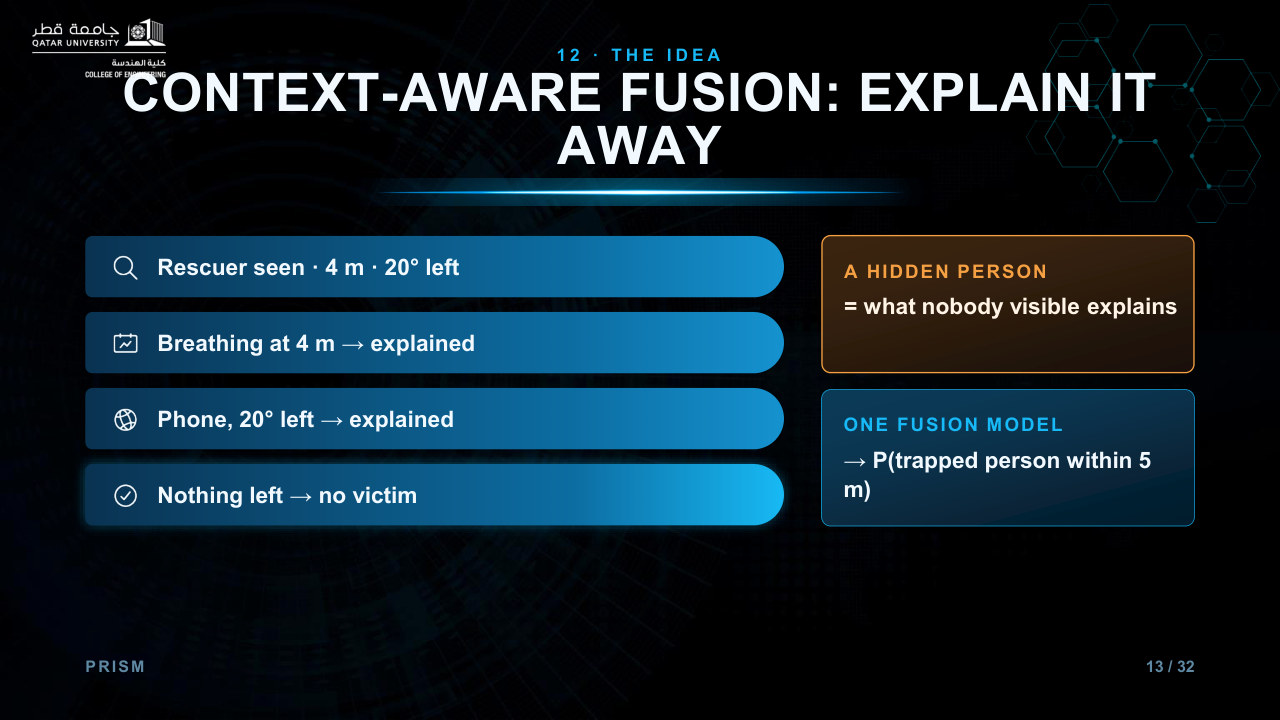 جامعة قطر
QATAR UNIVERSITY
كلية الهندسة
COLLEGE OF ENGINEERING
12 · THE IDEA
CONTEXT-AWARE FUSION: EXPLAIN IT
AWAY
Rescuer seen · 4 m · 20° left
Breathing at 4 m → explained
Phone, 20° left → explained
Nothing left → no victim
A HIDDEN PERSON
= what nobody visible explains
ONE FUSION MODEL
→ P(trapped person within 5
m)
PRISM
13 / 32